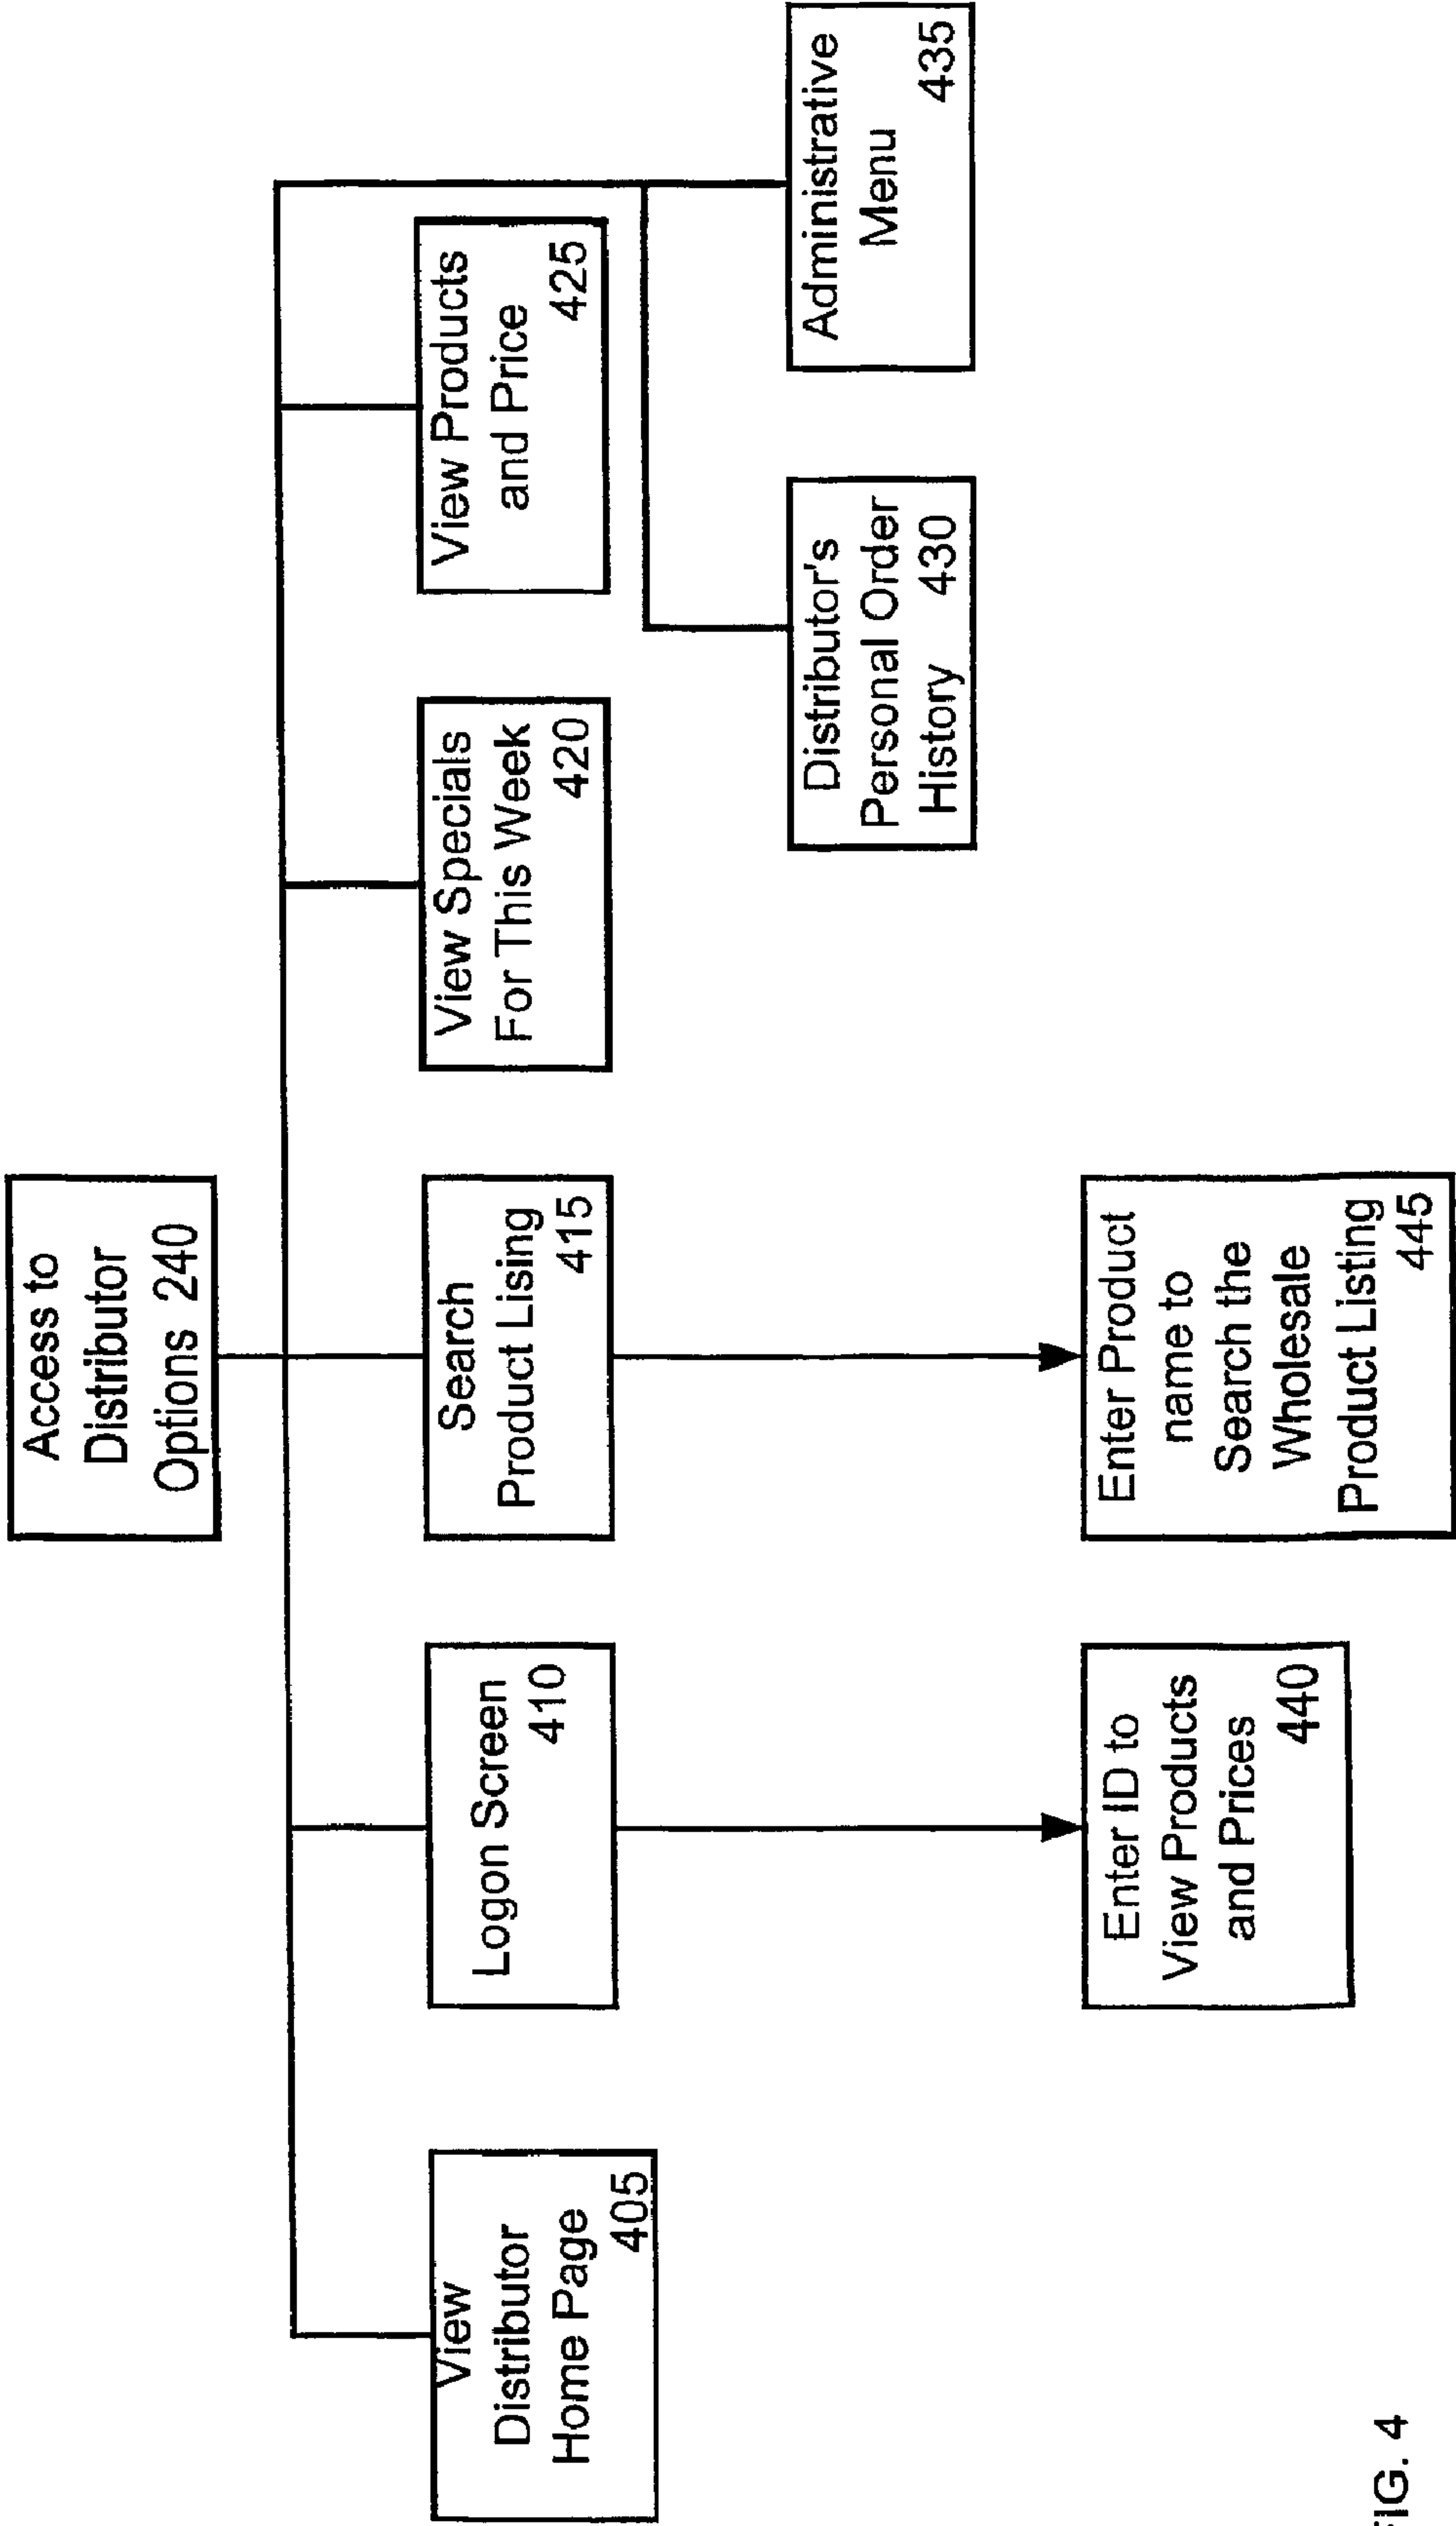 Access to
Distributor
Options 240
View
Distributor
Home Page
405
Logon Screen
410
Search
Product Lising
415
View Specials
For This Week
420
View Products
and Price
425
Distributor's
Personal Order
History 430
Administrative
Menu
435
Enter ID to
View Products
and Prices
440
Enter Product
name to
Search the
Wholesale
Product Listing
445
FIG. 4